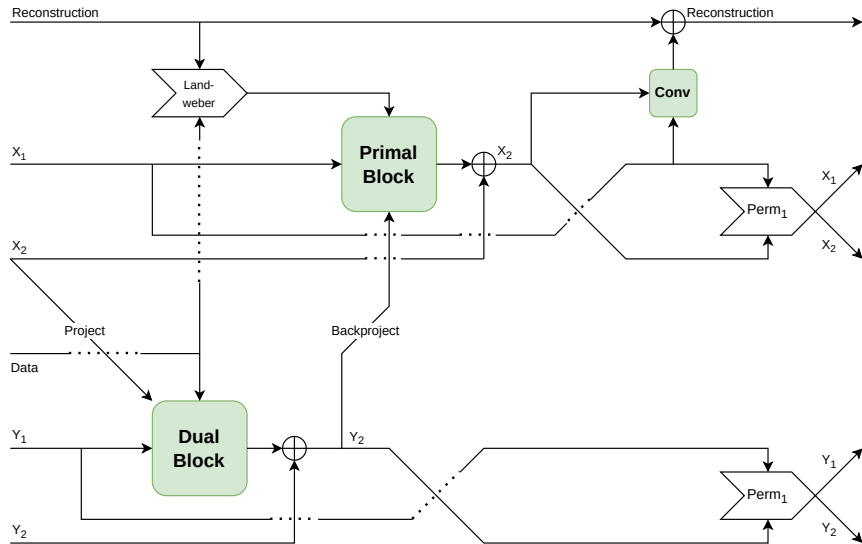 Reconstruction
Reconstruction
Land-
weber
Conv
X1
Primal
Block
X2
X1
Perm1
X2
X2
Project
Backproject
Data
Y1
Dual
Block
Y2
Y1
Perm1
Y2
Y2